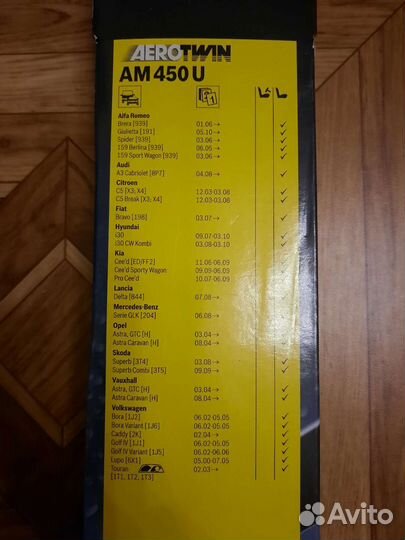 AEROTWIN
AM 450 U
Alfa Romeo
Brera [939] 01.06→ ✓
Giulietta [191] 05.10→ ✓
Spider [939] 03.06→ ✓
159 Berlina [939] 06.05→ ✓
159 Sport Wagon [939] 03.06→ ✓
Audi
A3 Cabriolet [8P7] 04.08→ ✓
Citroen
C5 [X3; X4] 12.03-03.08 ✓
C5 Break [X3; X4] 12.03-03.08 ✓
Fiat
Bravo [198] 03.07→ ✓
Hyundai
i30 09.07-03.10 ✓
i30 CW Kombi 03.08-03.10 ✓
Kia
Cee'd [ED/FF2] 11.06-06.09 ✓
Cee'd Sporty Wagon 09.09-06.09 ✓
Pro Cee'd 10.07-06.09 ✓
Lancia
Delta [844] 07.08→ ✓
Mercedes-Benz
Serie GLK [204] 06.08→ ✓
Opel
Astra, GTC [H] 03.04→ ✓
Astra Caravan [H] 08.04→ ✓
Skoda
Superb [3T4] 03.08→ ✓
Superb Combi [3T5] 09.09→ ✓
Vauxhall
Astra, GTC [H] 03.04→ ✓
Astra Caravan [H] 08.04→ ✓
Volkswagen
Bora [1J2] 06.02-05.05 ✓
Bora Variant [1J6] 06.02-05.05 ✓
Caddy [2K] 02.04→ ✓
Golf IV [1J1] 06.02-05.05 ✓
Golf IV Variant [1J5] 06.02-06.06 ✓
Lupo [6X1] 05.00-07.05 ✓
Touran 02.03→ ✓
[1T1, 1T2, 1T3]
Avito